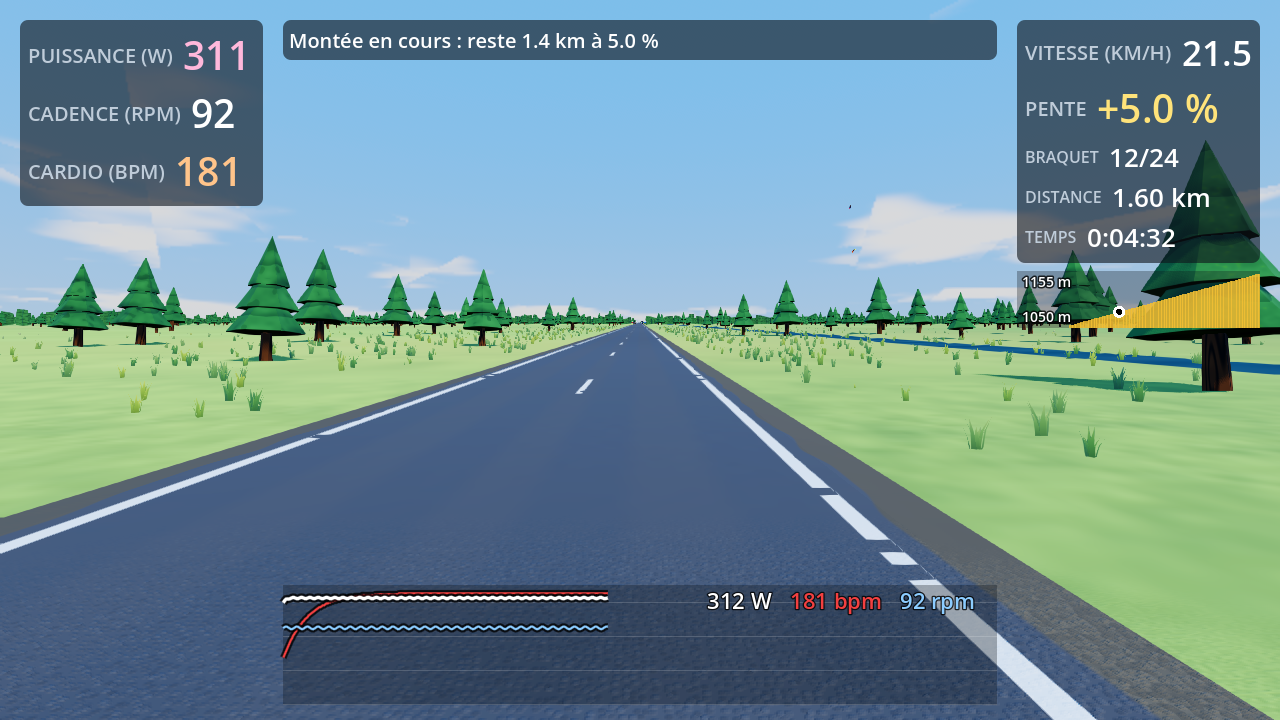 PUISSANCE (W) 311
CADENCE (RPM) 92
CARDIO (BPM) 181
Montée en cours : reste 1.4 km à 5.0 %
VITESSE (KM/H) 21.5
PENTE +5.0 %
BRAQUET 12/24
DISTANCE 1.60 km
TEMPS 0:04:32
1155 m
1050 m
312 W 181 bpm 92 rpm